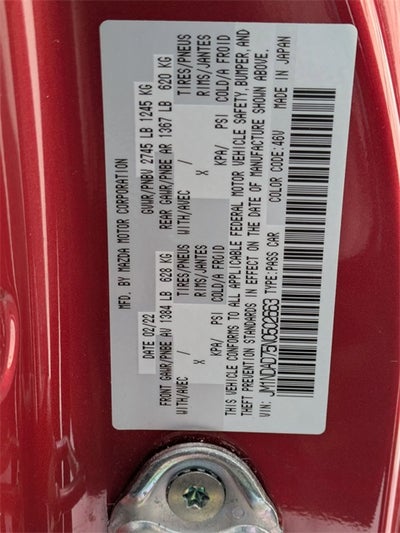 MFD. BY MAZDA MOTOR CORPORATION
DATE 02/22 GVWR/PNBV 2745 LB 1245 KG
FRONT GAWR/PNBE AV 1384 LB 628 KG REAR GAWR/PNBE AR 1367 LB 620 KG
WITH/AVEC / TIRES/PNEUS WITH/AVEC / TIRES/PNEUS
X RIMS/JANTES X RIMS/JANTES
KPA/ PSI COLD/A FROID KPA/ PSI COLD/A FROID
THIS VEHICLE CONFORMS TO ALL APPLICABLE FEDERAL MOTOR VEHICLE SAFETY, BUMPER, AND
THEFT PREVENTION STANDARDS IN EFFECT ON THE DATE OF MANUFACTURE SHOWN ABOVE.
VIN: JM1NDAD75N0502663 TYPE:PASS CAR COLOR CODE:46V MADE IN JAPAN